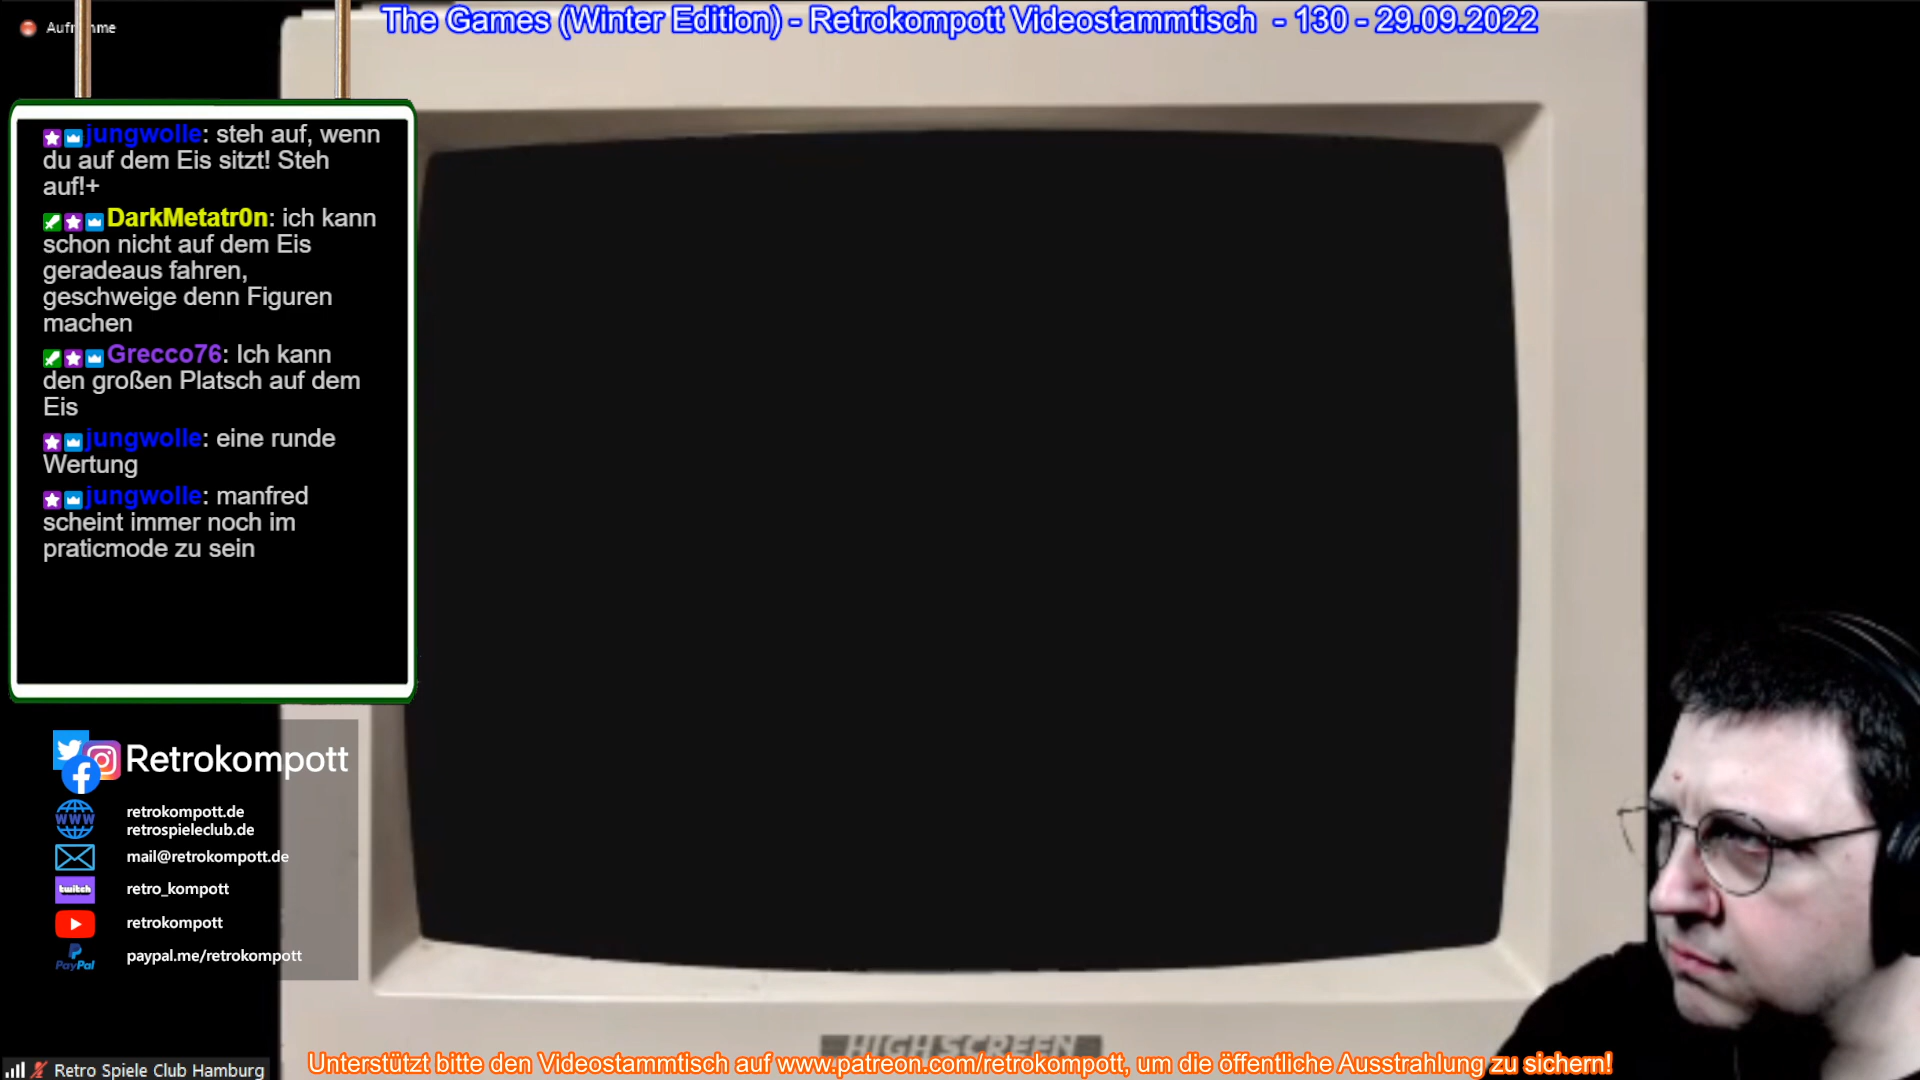 Aufnahme
The Games (Winter Edition) - Retrokompott Videostammtisch - 130 - 29.09.2022
jungwolle: steh auf, wenn
du auf dem Eis sitzt! Steh
auf!+
DarkMetatr0n: ich kann
schon nicht auf dem Eis
geradeaus fahren,
geschweige denn Figuren
machen
Grecco76: Ich kann
den großen Platsch auf dem
Eis
jungwolle: eine runde
Wertung
jungwolle: manfred
scheint immer noch im
praticmode zu sein
Retrokompott
www
retrokompott.de
retrospieleclub.de
mail@retrokompott.de
twitch
retro_kompott
retrokompott
PayPal
paypal.me/retrokompott
HIGHSCREEN
Retro Spiele Club Hamburg
Unterstützt bitte den Videostammtisch auf www.patreon.com/retrokompott, um die öffentliche Ausstrahlung zu sichern!